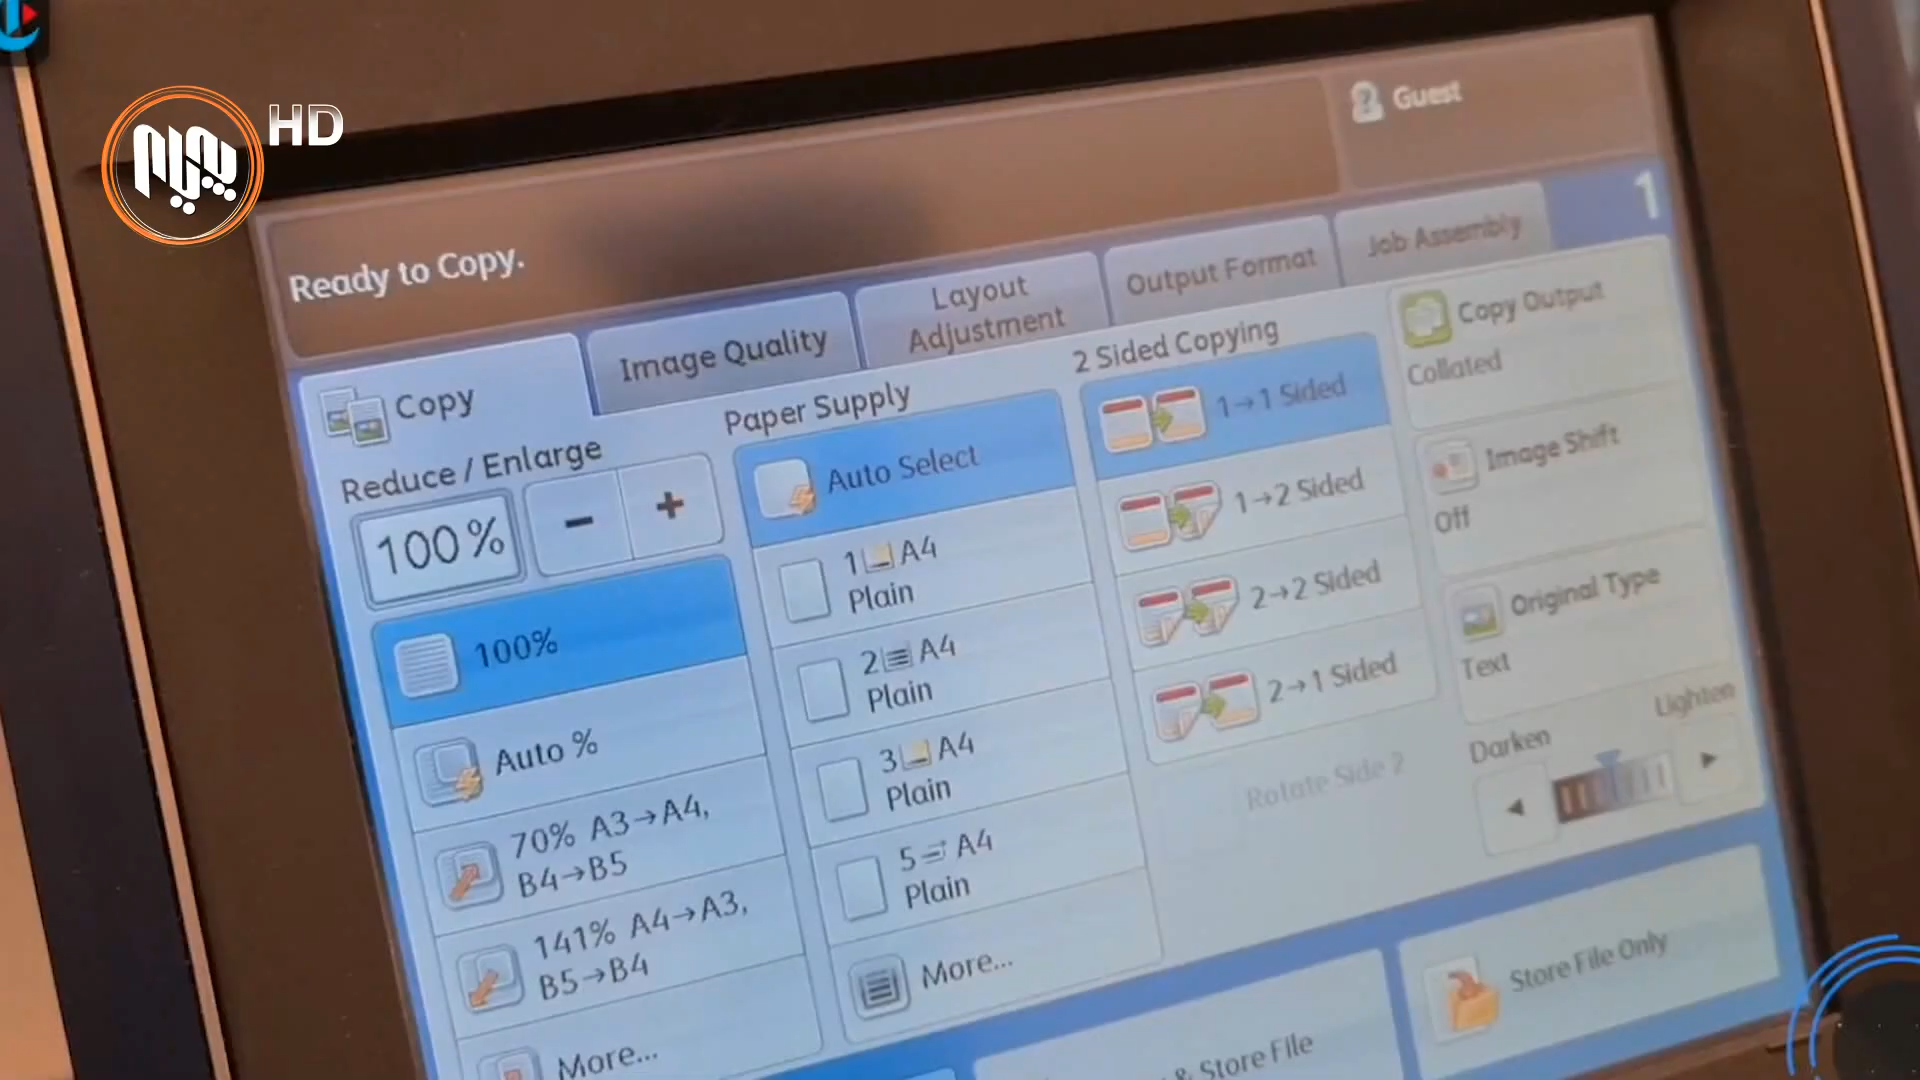 HD
Guest
1
Ready to Copy.
Copy
Image Quality
Layout
Adjustment
Output Format
Job Assembly
Reduce / Enlarge
100%
- +
100%
Auto %
70% A3→A4,
B4→B5
141% A4→A3,
B5→B4
More...
Paper Supply
Auto Select
1 A4
Plain
2 A4
Plain
3 A4
Plain
5 A4
Plain
More...
2 Sided Copying
1→1 Sided
1→2 Sided
2→2 Sided
2→1 Sided
Rotate Side 2
Copy Output
Collated
Image Shift
Off
Original Type
Text
Lighten
Darken
& Store File
Store File Only